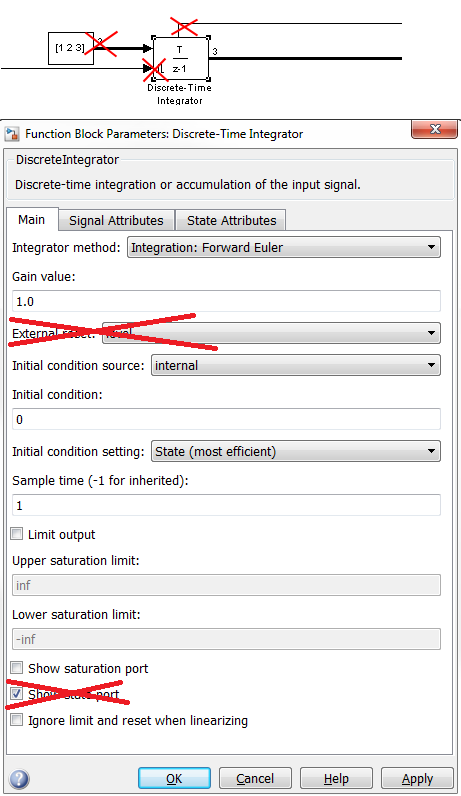 [1 2 3]
3
T
z-1
3
Discrete-Time
Integrator
Function Block Parameters: Discrete-Time Integrator
DiscreteIntegrator
Discrete-time integration or accumulation of the input signal.
Main Signal Attributes State Attributes
Integrator method: Integration: Forward Euler
Gain value:
1.0
External reset: level
Initial condition source: internal
Initial condition:
0
Initial condition setting: State (most efficient)
Sample time (-1 for inherited):
1
Limit output
Upper saturation limit:
inf
Lower saturation limit:
-inf
Show saturation port
Show state port
Ignore limit and reset when linearizing
? OK Cancel Help Apply